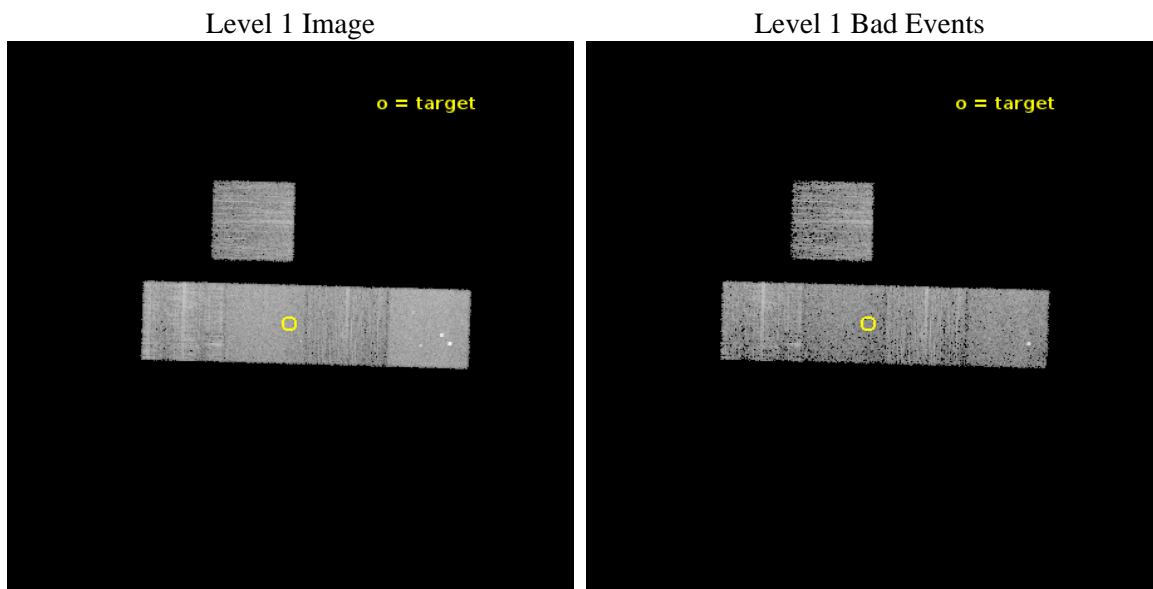 Level 1 Image
Level 1 Bad Events
o = target
o = target